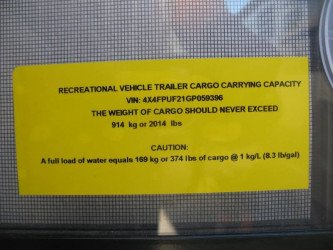 RECREATIONAL VEHICLE TRAILER CARGO CARRYING CAPACITY
VIN: 4X4FPUF21GP059396
THE WEIGHT OF CARGO SHOULD NEVER EXCEED
914 kg or 2014 lbs
CAUTION:
A full load of water equals 169 kg or 374 lbs of cargo @ 1 kg/L (8.3 lb/gal)